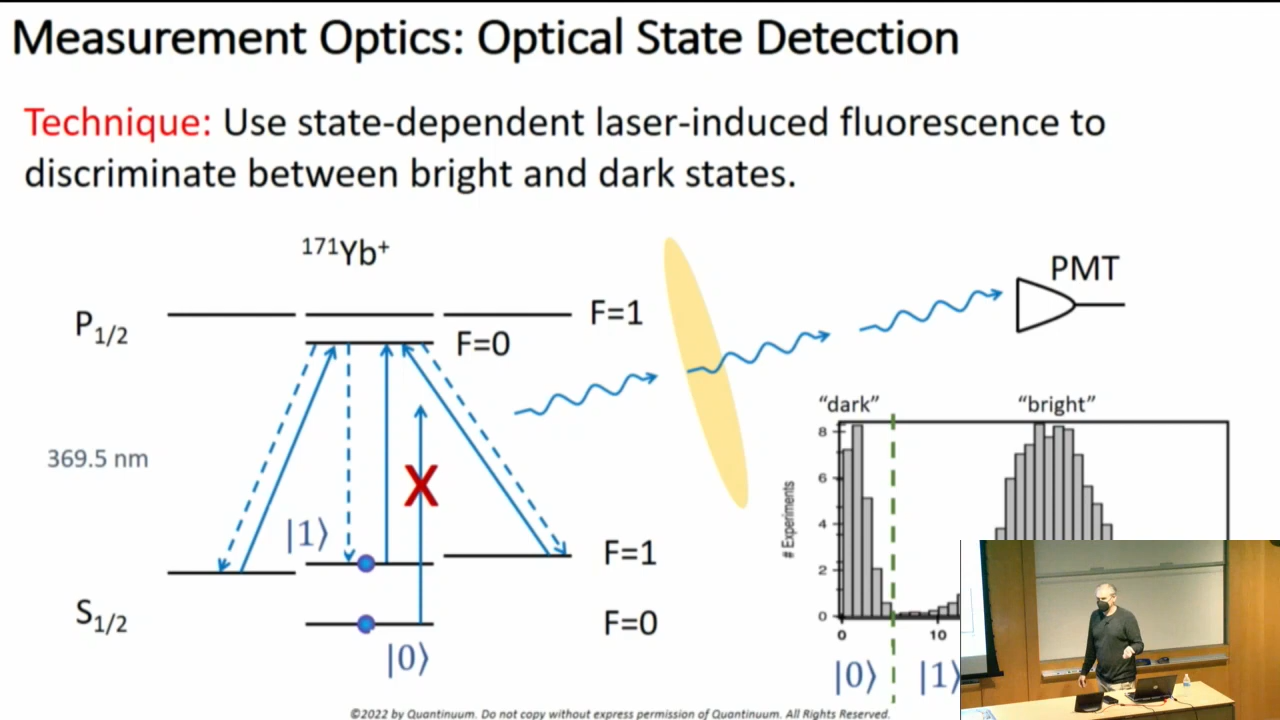 Measurement Optics: Optical State Detection
Technique: Use state-dependent laser-induced fluorescence to
discriminate between bright and dark states.
¹⁷¹Yb⁺
PMT
P₁/₂
F=1
F=0
369.5 nm
X
|1⟩
F=1
S₁/₂
F=0
|0⟩
"dark"
"bright"
# Experiments
8
6
4
2
0
0
10
|0⟩
|1⟩
©2022 by Quantinuum. Do not copy without express permission of Quantinuum. All Rights Reserved.